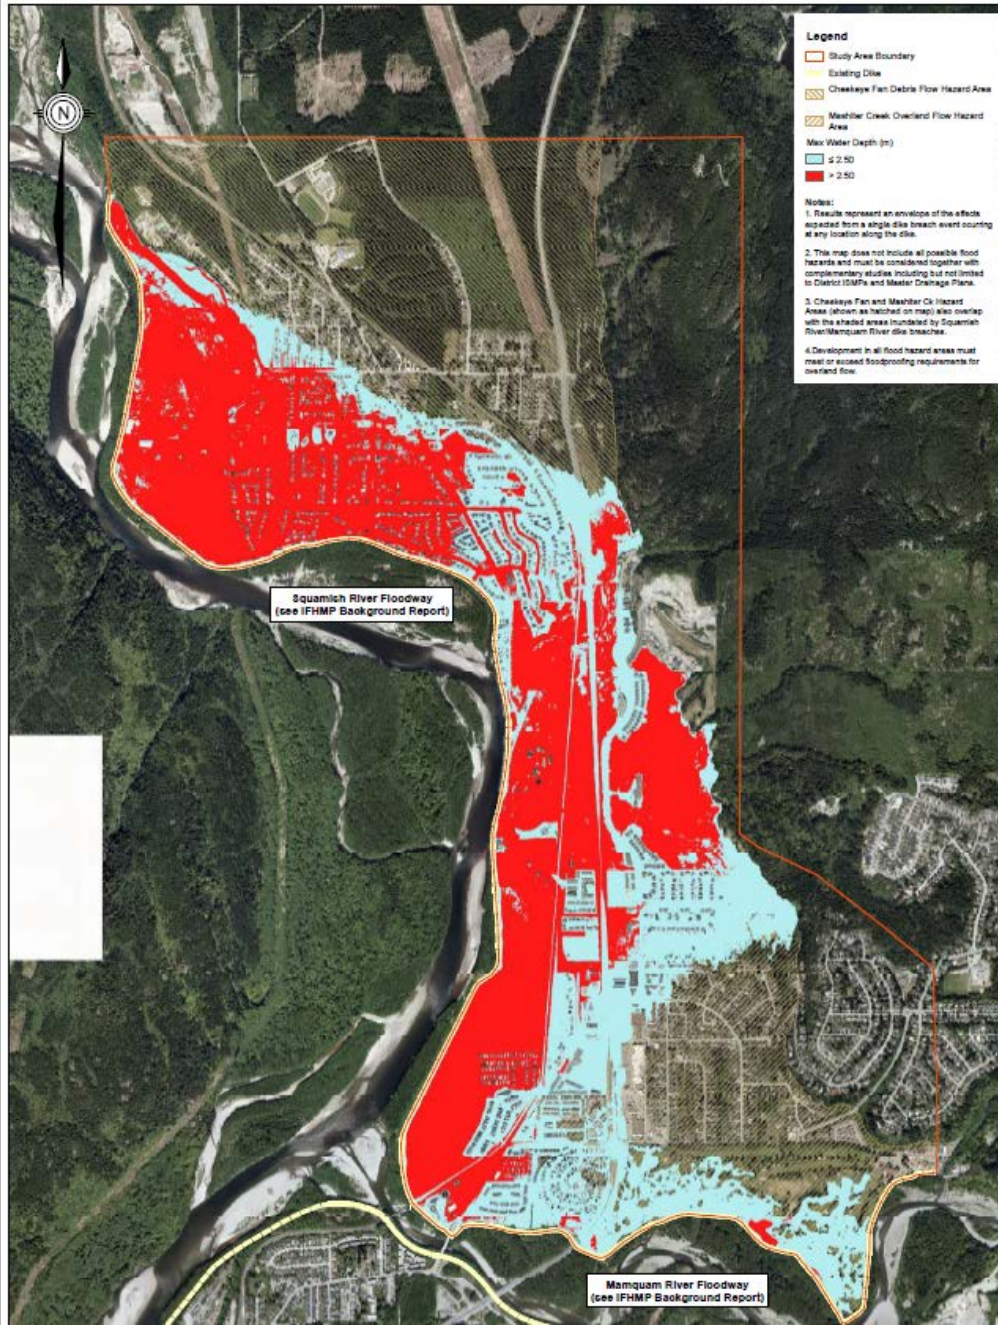 N
Legend
Study Area Boundary
Existing Dike
Cheekeye Fan Debris Flow Hazard Area
Mashiter Creek Overland Flow Hazard
Area
Max Water Depth (m)
≤ 2.50
> 2.50
Notes:
1. Results represent an envelope of the effects
expected from a single dike breach event occurring
at any location along the dike.
2. This map does not include all possible flood
hazards and must be considered together with
complementary studies including but not limited
to District ISMPs and Master Drainage Plans.
3. Cheekeye Fan and Mashiter Ck Hazard
Areas (shown as hatched on map) also overlap
with the shaded areas inundated by Squamish
River/Mamquam River dike breaches.
4.Development in all flood hazard areas must
meet or exceed floodproofing requirements for
overland flow.
Squamish River Floodway
(see IFHMP Background Report)
Mamquam River Floodway
(see IFHMP Background Report)